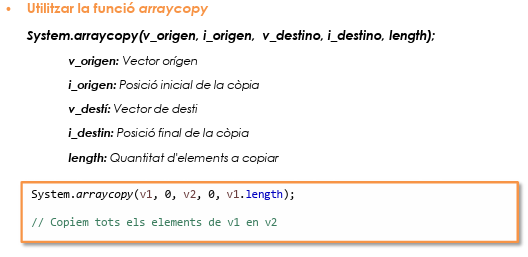 • Utilitzar la funció arraycopy
System.arraycopy(v_origen, i_origen, v_destino, i_destino, length);
v_origen: Vector orígen
i_origen: Posició inicial de la còpia
v_destí: Vector de desti
i_destin: Posició final de la còpia
length: Quantitat d'elements a copiar
System.arraycopy(v1, 0, v2, 0, v1.length);
// Copiem tots els elements de v1 en v2